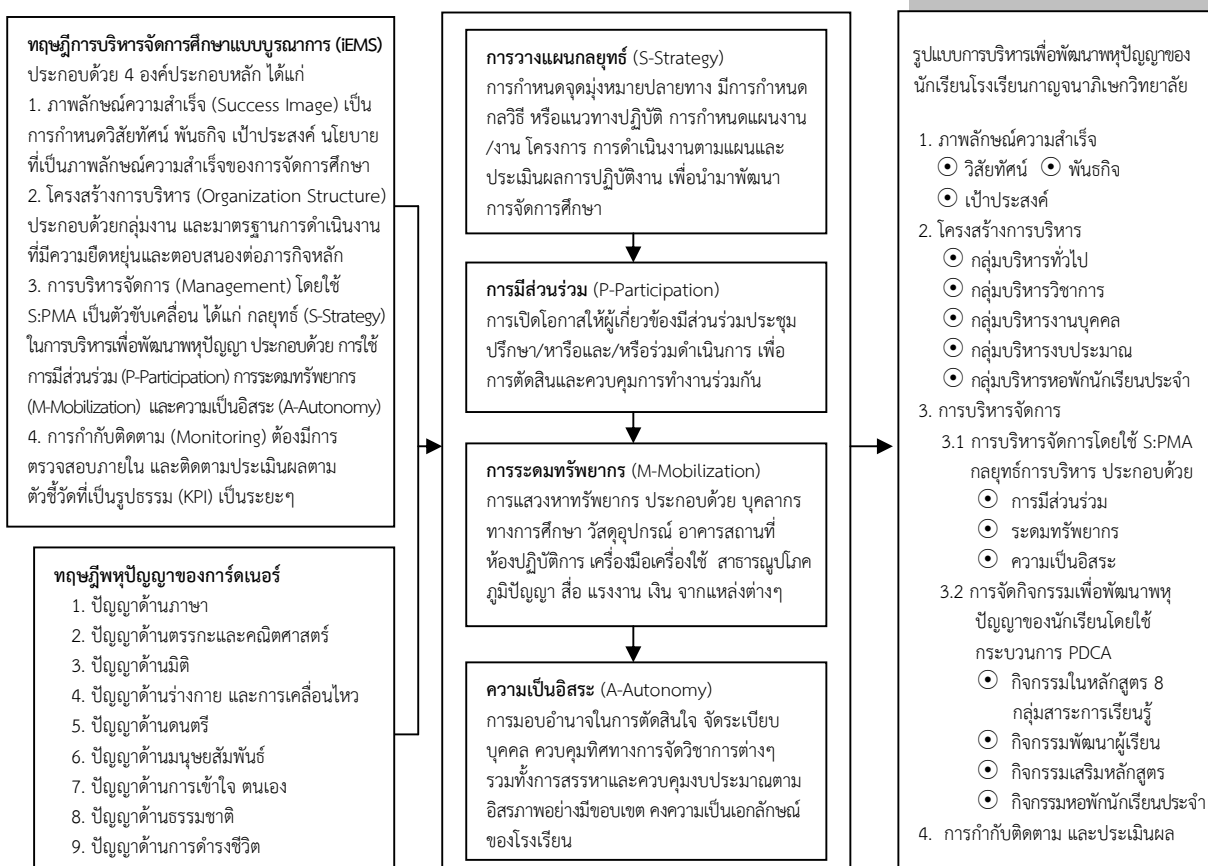 ทฤษฎีการบริหารจัดการศึกษาแบบบูรณาการ (iEMS)
ประกอบด้วย 4 องค์ประกอบหลัก ได้แก่
1. ภาพลักษณ์ความสำเร็จ (Success Image) เป็น
การกำหนดวิสัยทัศน์ พันธกิจ เป้าประสงค์ นโยบาย
ที่เป็นภาพลักษณ์ความสำเร็จของการจัดการศึกษา
2. โครงสร้างการบริหาร (Organization Structure)
ประกอบด้วยกลุ่มงาน และมาตรฐานการดำเนินงาน
ที่มีความยืดหยุ่นและตอบสนองต่อภารกิจหลัก
3. การบริหารจัดการ (Management) โดยใช้
S:PMA เป็นตัวขับเคลื่อน ได้แก่ กลยุทธ์ (S-Strategy)
ในการบริหารเพื่อพัฒนาพหุปัญญา ประกอบด้วย การใช้
การมีส่วนร่วม (P-Participation) การระดมทรัพยากร
(M-Mobilization) และความเป็นอิสระ (A-Autonomy)
4. การกำกับติดตาม (Monitoring) ต้องมีการ
ตรวจสอบภายใน และติดตามประเมินผลตาม
ตัวชี้วัดที่เป็นรูปธรรม (KPI) เป็นระยะๆ
ทฤษฎีพหุปัญญาของการ์ดเนอร์
1. ปัญญาด้านภาษา
2. ปัญญาด้านตรรกะและคณิตศาสตร์
3. ปัญญาด้านมิติ
4. ปัญญาด้านร่างกาย และการเคลื่อนไหว
5. ปัญญาด้านดนตรี
6. ปัญญาด้านมนุษยสัมพันธ์
7. ปัญญาด้านการเข้าใจ ตนเอง
8. ปัญญาด้านธรรมชาติ
9. ปัญญาด้านการดำรงชีวิต
การวางแผนกลยุทธ์ (S-Strategy)
การกำหนดจุดมุ่งหมายปลายทาง มีการกำหนด
กลวิธี หรือแนวทางปฏิบัติ การกำหนดแผนงาน
/งาน โครงการ การดำเนินงานตามแผนและ
ประเมินผลการปฏิบัติงาน เพื่อนำมาพัฒนา
การจัดการศึกษา
การมีส่วนร่วม (P-Participation)
การเปิดโอกาสให้ผู้เกี่ยวข้องมีส่วนร่วมประชุม
ปรึกษา/หารือและ/หรือร่วมดำเนินการ เพื่อ
การตัดสินและควบคุมการทำงานร่วมกัน
การระดมทรัพยากร (M-Mobilization)
การแสวงหาทรัพยากร ประกอบด้วย บุคลากร
ทางการศึกษา วัสดุอุปกรณ์ อาคารสถานที่
ห้องปฏิบัติการ เครื่องมือเครื่องใช้ สาธารณูปโภค
ภูมิปัญญา สื่อ แรงงาน เงิน จากแหล่งต่างๆ
ความเป็นอิสระ (A-Autonomy)
การมอบอำนาจในการตัดสินใจ จัดระเบียบ
บุคคล ควบคุมทิศทางการจัดวิชาการต่างๆ
รวมทั้งการสรรหาและควบคุมงบประมาณตาม
อิสรภาพอย่างมีขอบเขต คงความเป็นเอกลักษณ์
ของโรงเรียน
รูปแบบการบริหารเพื่อพัฒนาพหุปัญญาของ
นักเรียนโรงเรียนกาญจนาภิเษกวิทยาลัย
1. ภาพลักษณ์ความสำเร็จ
⦿ วิสัยทัศน์ ⦿ พันธกิจ
⦿ เป้าประสงค์
2. โครงสร้างการบริหาร
⦿ กลุ่มบริหารทั่วไป
⦿ กลุ่มบริหารวิชาการ
⦿ กลุ่มบริหารงานบุคคล
⦿ กลุ่มบริหารงบประมาณ
⦿ กลุ่มบริหารหอพักนักเรียนประจำ
3. การบริหารจัดการ
3.1 การบริหารจัดการโดยใช้ S:PMA
กลยุทธ์การบริหาร ประกอบด้วย
⦿ การมีส่วนร่วม
⦿ ระดมทรัพยากร
⦿ ความเป็นอิสระ
3.2 การจัดกิจกรรมเพื่อพัฒนาพหุ
ปัญญาของนักเรียนโดยใช้
กระบวนการ PDCA
⦿ กิจกรรมในหลักสูตร 8
กลุ่มสาระการเรียนรู้
⦿ กิจกรรมพัฒนาผู้เรียน
⦿ กิจกรรมเสริมหลักสูตร
⦿ กิจกรรมหอพักนักเรียนประจำ
4. การกำกับติดตาม และประเมินผล